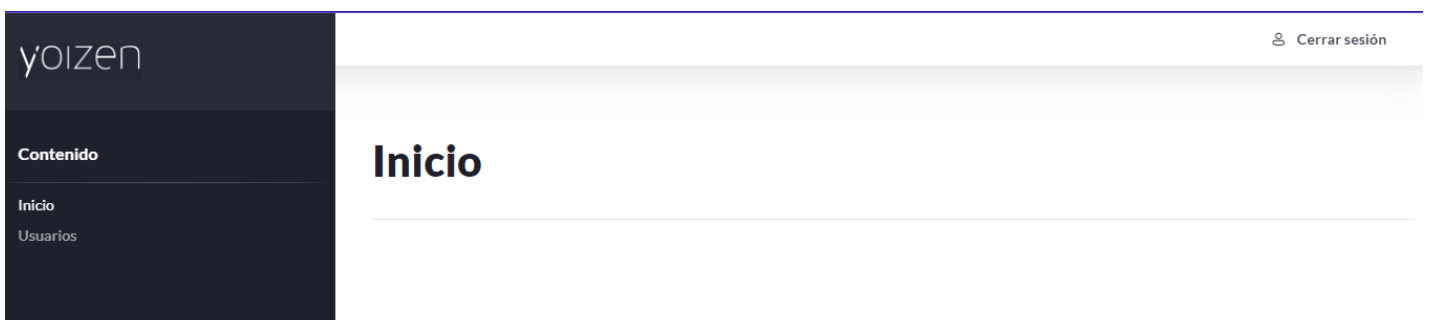 yoizen
Cerrar sesión
Contenido
Inicio
Inicio
Usuarios